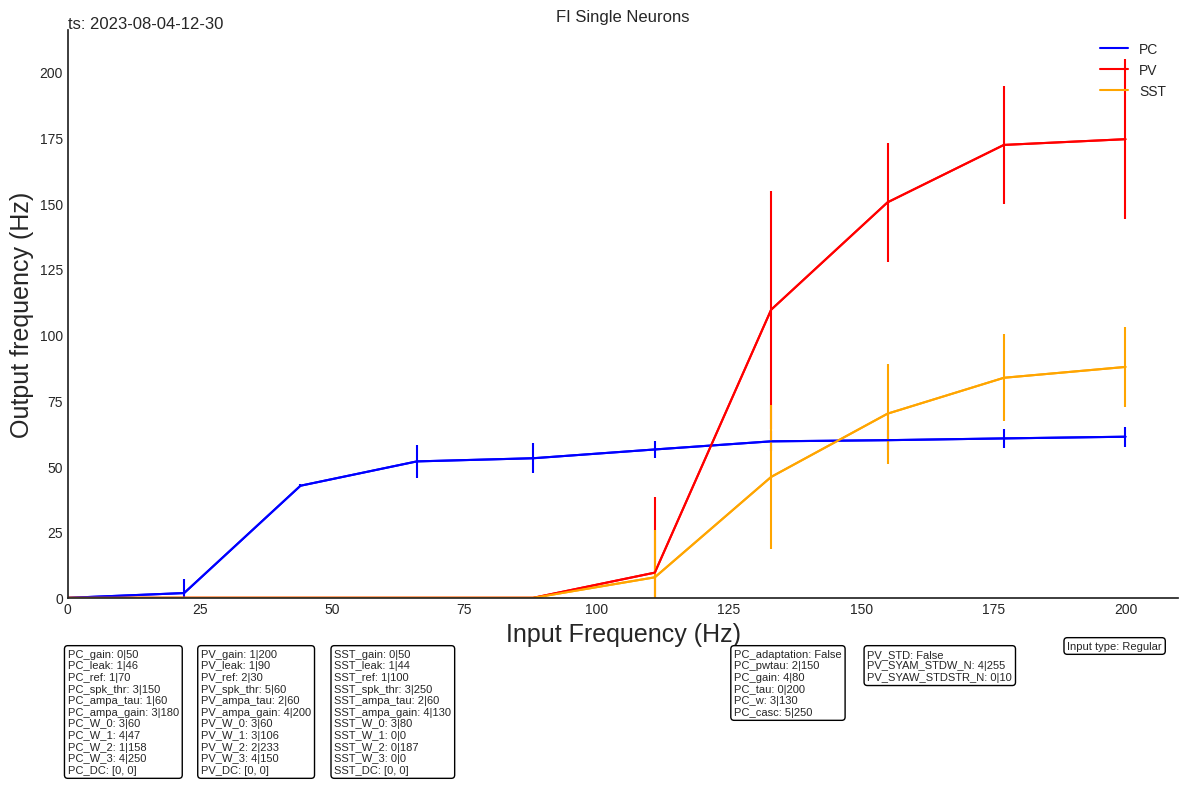 FI Single Neurons
ts: 2023-08-04-12-30
PC
PV
SST
Output frequency (Hz)
200
175
150
125
100
75
50
25
0
0 25 50 75 100 125 150 175 200
Input Frequency (Hz)
PC_gain: 0|50
PC_leak: 1|46
PC_ref: 1|70
PC_spk_thr: 3|150
PC_ampa_tau: 1|60
PC_ampa_gain: 3|180
PC_W_0: 3|60
PC_W_1: 4|47
PC_W_2: 1|158
PC_W_3: 4|250
PC_DC: [0, 0]
PV_gain: 1|200
PV_leak: 1|90
PV_ref: 2|30
PV_spk_thr: 5|60
PV_ampa_tau: 2|60
PV_ampa_gain: 4|200
PV_W_0: 3|60
PV_W_1: 3|106
PV_W_2: 2|233
PV_W_3: 4|150
PV_DC: [0, 0]
SST_gain: 0|50
SST_leak: 1|44
SST_ref: 1|100
SST_spk_thr: 3|250
SST_ampa_tau: 2|60
SST_ampa_gain: 4|130
SST_W_0: 3|80
SST_W_1: 0|0
SST_W_2: 0|187
SST_W_3: 0|0
SST_DC: [0, 0]
PC_adaptation: False
PC_pwtau: 2|150
PC_gain: 4|80
PC_tau: 0|200
PC_w: 3|130
PC_casc: 5|250
PV_STD: False
PV_SYAM_STDW_N: 4|255
PV_SYAW_STDSTR_N: 0|10
Input type: Regular